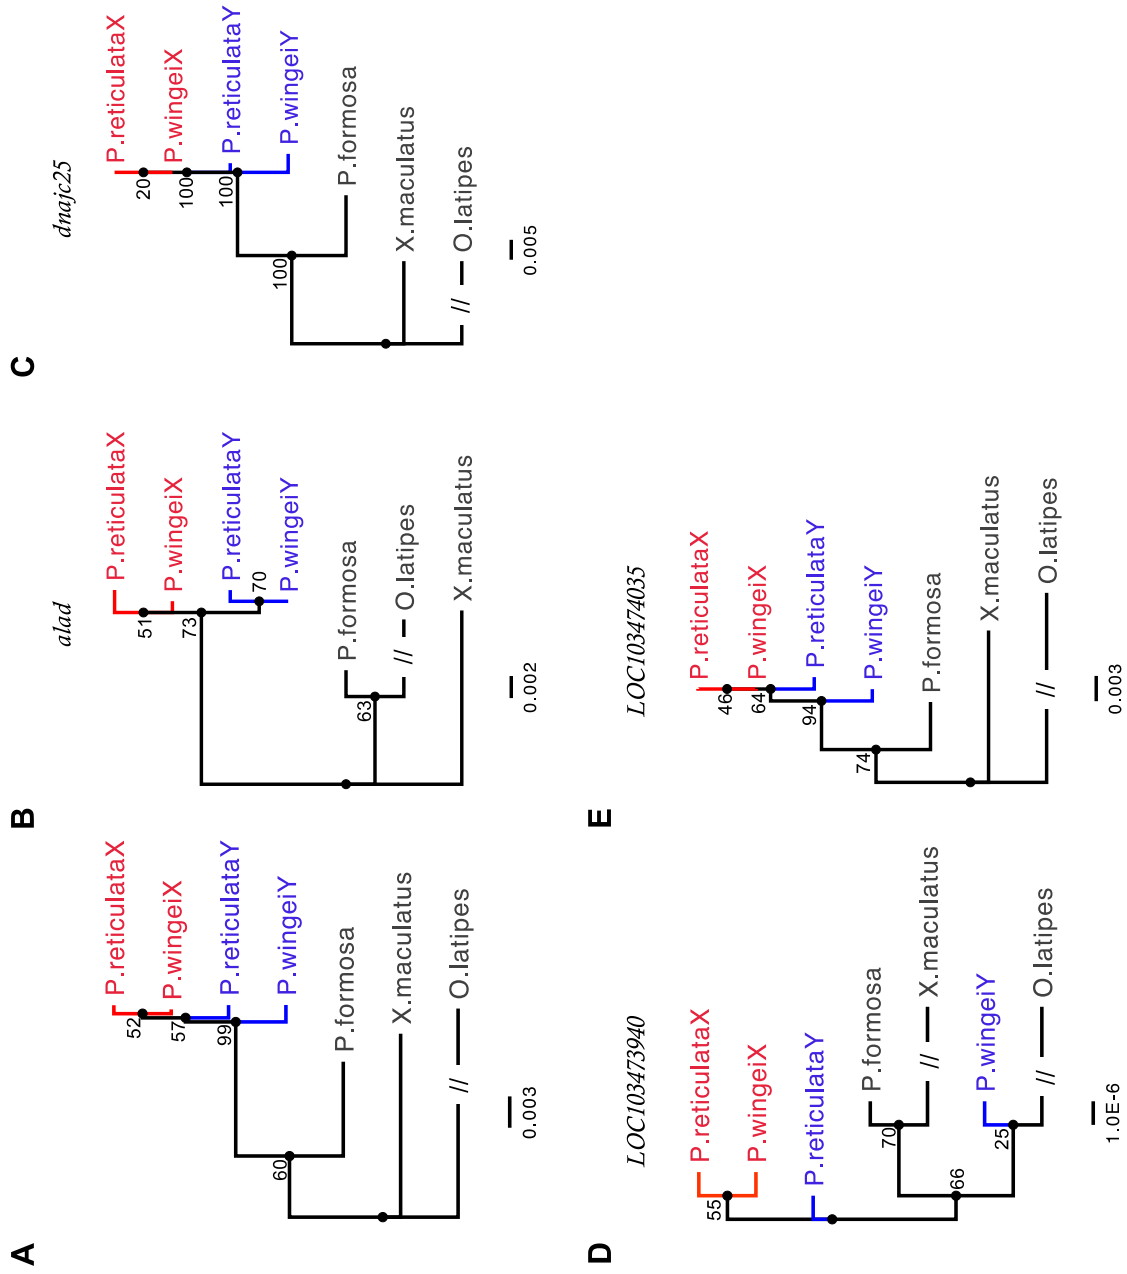 A
P.reticulataX
P.wingeiX
P.reticulataY
P.wingeiY
P.formosa
X.maculatus
O.latipes
52
57
99
60
//
0.003
B
alad
P.reticulataX
P.wingeiX
P.reticulataY
P.wingeiY
P.formosa
O.latipes
X.maculatus
51
73
70
63
//
0.002
C
dnajc25
P.reticulataX
P.wingeiX
P.reticulataY
P.wingeiY
P.formosa
X.maculatus
O.latipes
20
100
100
100
//
0.005
D
LOC103473940
P.reticulataX
P.wingeiX
P.reticulataY
P.formosa
X.maculatus
P.wingeiY
O.latipes
55
70
66
25
//
//
1.0E-6
E
LOC103474035
P.reticulataX
P.wingeiX
P.reticulataY
P.wingeiY
P.formosa
X.maculatus
O.latipes
46
64
94
74
//
0.003